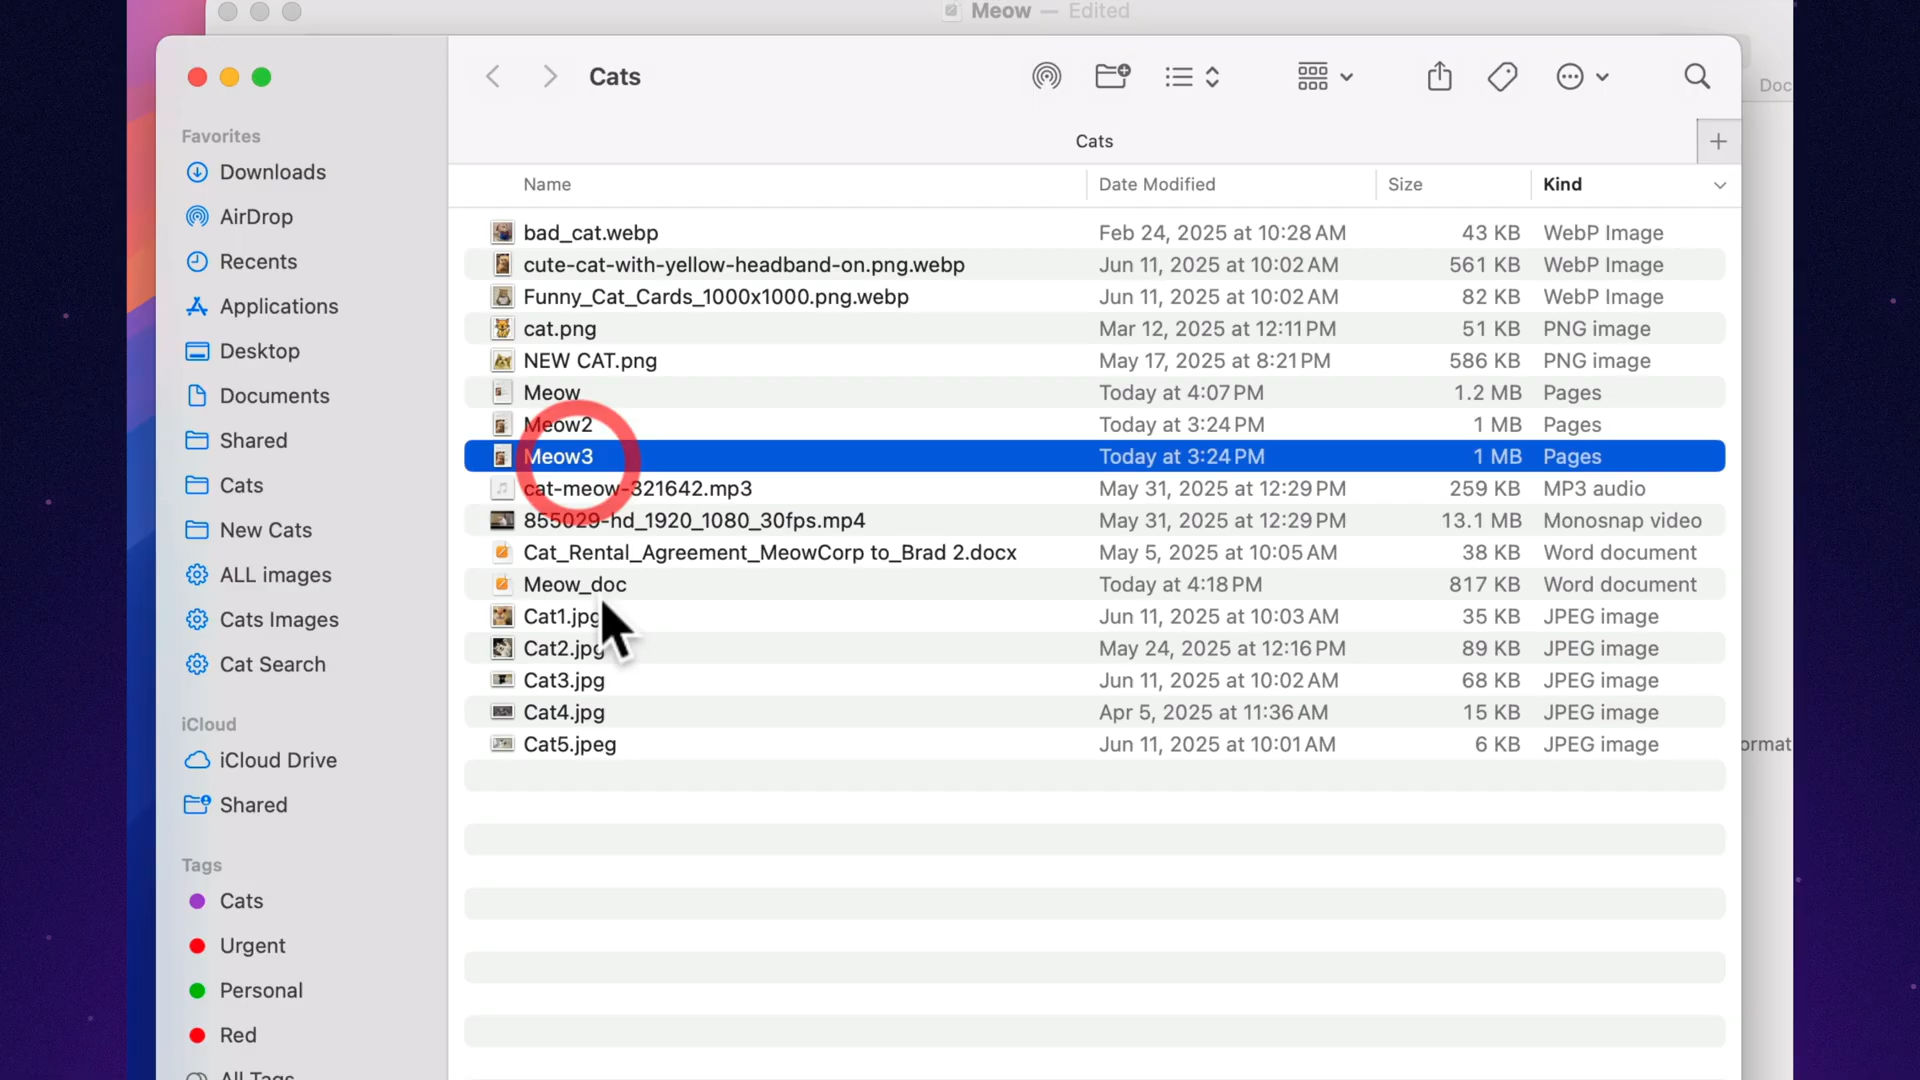 Meow — Edited
Cats
Doc
Favorites
Downloads
AirDrop
Recents
Applications
Desktop
Documents
Shared
Cats
New Cats
ALL images
Cats Images
Cat Search
iCloud
iCloud Drive
Shared
Tags
Cats
Urgent
Personal
Red
All Tags
Cats
Name Date Modified Size Kind
bad_cat.webp Feb 24, 2025 at 10:28 AM 43 KB WebP Image
cute-cat-with-yellow-headband-on.png.webp Jun 11, 2025 at 10:02 AM 561 KB WebP Image
Funny_Cat_Cards_1000x1000.png.webp Jun 11, 2025 at 10:02 AM 82 KB WebP Image
cat.png Mar 12, 2025 at 12:11 PM 51 KB PNG image
NEW CAT.png May 17, 2025 at 8:21 PM 586 KB PNG image
Meow Today at 4:07 PM 1.2 MB Pages
Meow2 Today at 3:24 PM 1 MB Pages
Meow3 Today at 3:24 PM 1 MB Pages
cat-meow-321642.mp3 May 31, 2025 at 12:29 PM 259 KB MP3 audio
855029-hd_1920_1080_30fps.mp4 May 31, 2025 at 12:29 PM 13.1 MB Monosnap video
Cat_Rental_Agreement_MeowCorp to_Brad 2.docx May 5, 2025 at 10:05 AM 38 KB Word document
Meow_doc Today at 4:18 PM 817 KB Word document
Cat1.jpg Jun 11, 2025 at 10:03 AM 35 KB JPEG image
Cat2.jpg May 24, 2025 at 12:16 PM 89 KB JPEG image
Cat3.jpg Jun 11, 2025 at 10:02 AM 68 KB JPEG image
Cat4.jpg Apr 5, 2025 at 11:36 AM 15 KB JPEG image
Cat5.jpeg Jun 11, 2025 at 10:01 AM 6 KB JPEG image
ormat